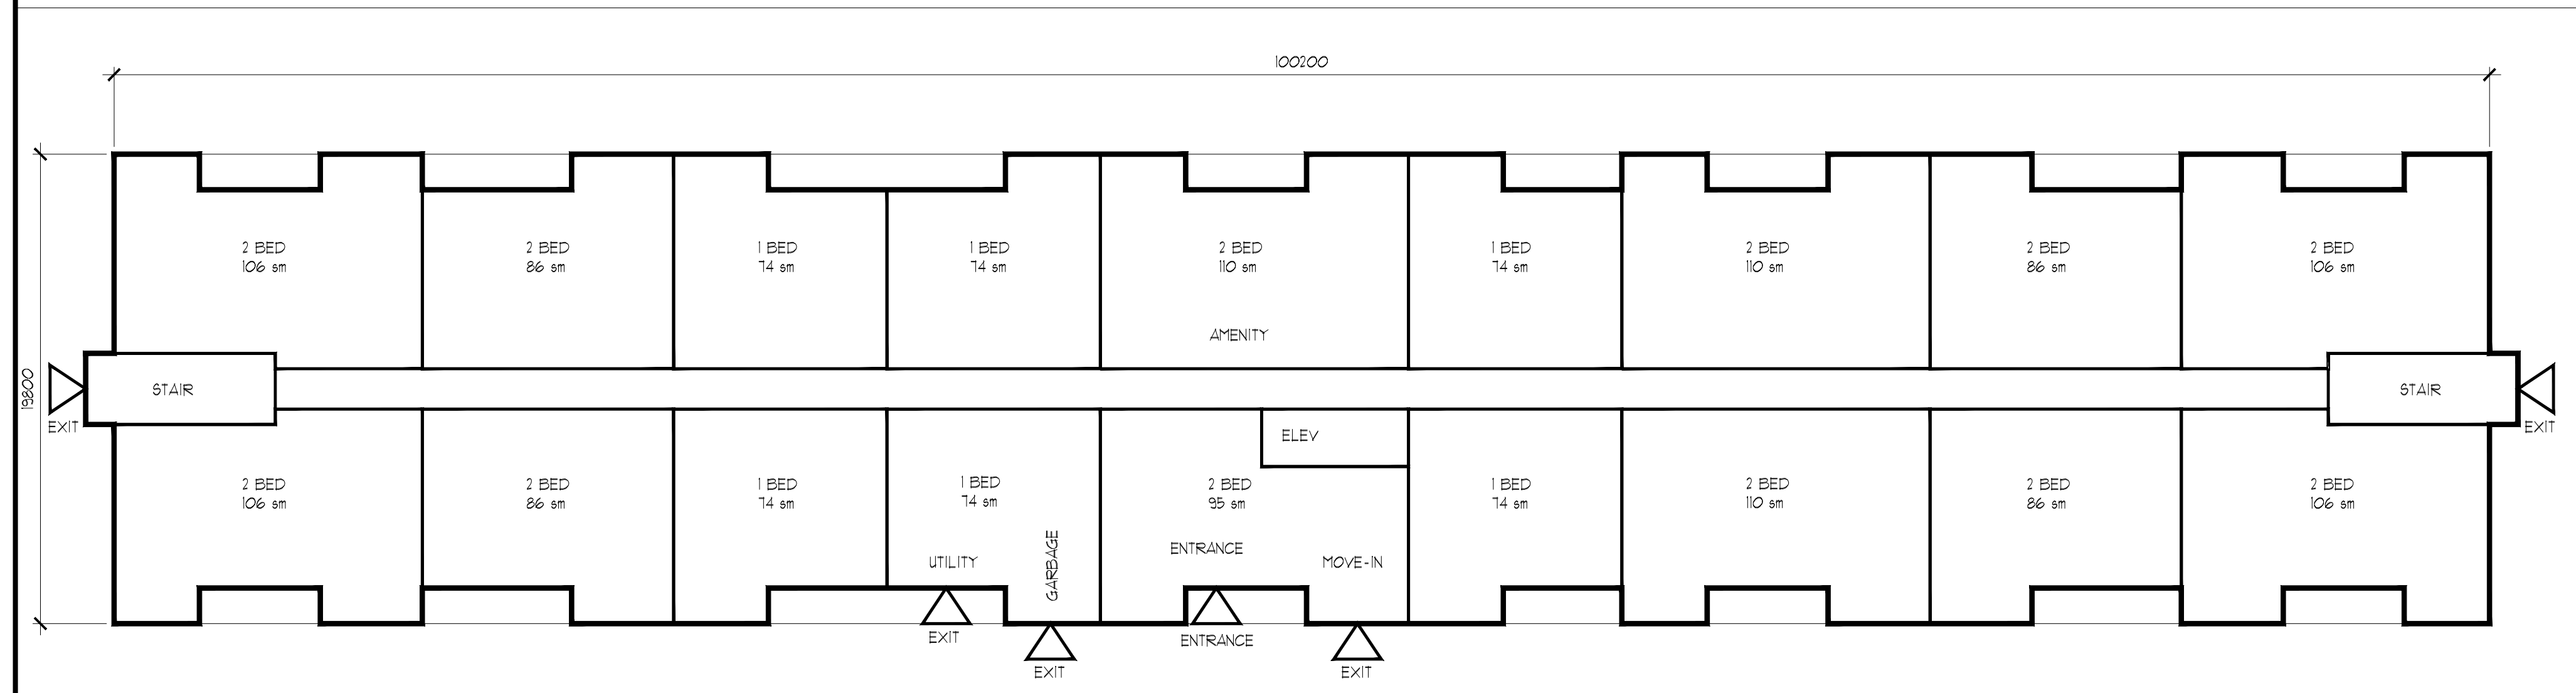 100200
2 BED
106 sm
2 BED
86 sm
1 BED
74 sm
1 BED
74 sm
2 BED
110 sm
1 BED
74 sm
2 BED
110 sm
2 BED
86 sm
2 BED
106 sm
AMENITY
19800
STAIR
STAIR
EXIT
EXIT
ELEV
2 BED
106 sm
2 BED
86 sm
1 BED
74 sm
1 BED
74 sm
2 BED
95 sm
1 BED
74 sm
2 BED
110 sm
2 BED
86 sm
2 BED
106 sm
UTILITY
GARBAGE
ENTRANCE
MOVE-IN
EXIT
EXIT
ENTRANCE
EXIT